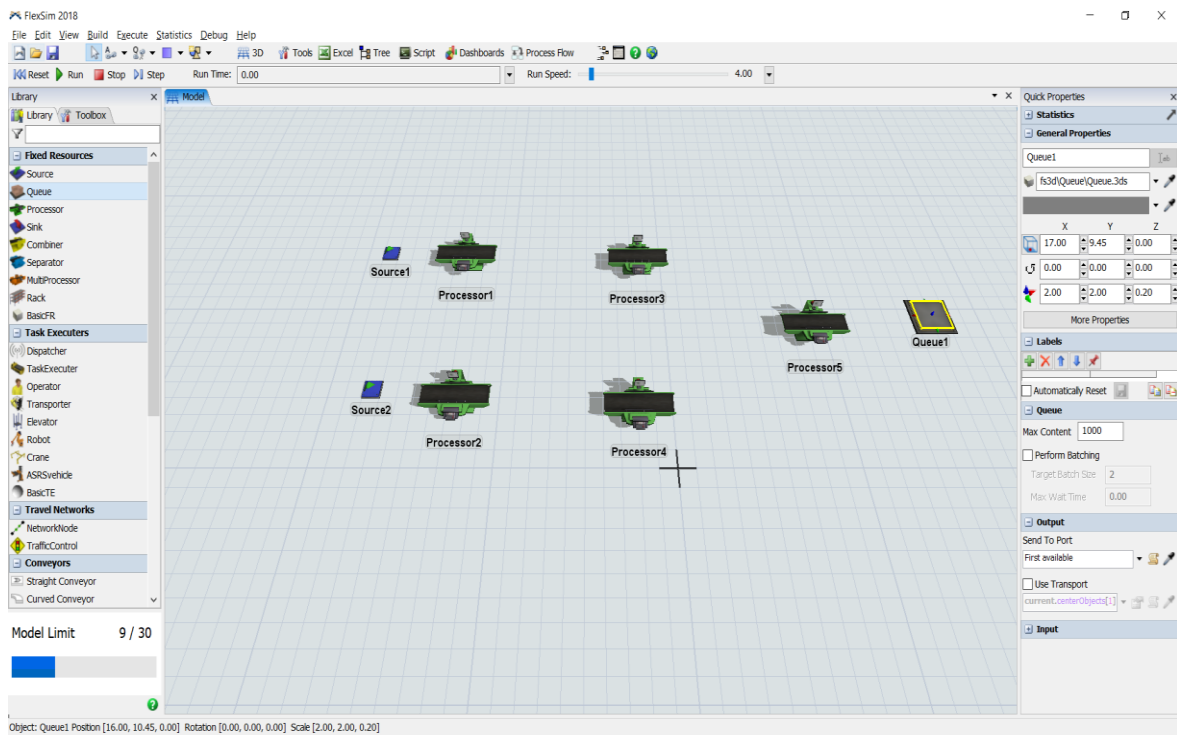 FlexSim 2018
File Edit View Build Execute Statistics Debug Help
3D Tools Excel Tree Script Dashboards Process Flow
Reset Run Stop Step Run Time: 0.00 Run Speed: 4.00
Library
Library Toolbox
Fixed Resources
Source
Queue
Processor
Sink
Combiner
Separator
MultiProcessor
Rack
BasicFR
Task Executers
Dispatcher
TaskExecuter
Operator
Transporter
Elevator
Robot
Crane
ASRSvehicle
BasicTE
Travel Networks
NetworkNode
TrafficControl
Conveyors
Straight Conveyor
Curved Conveyor
Model Limit 9 / 30
Model
Source1
Processor1
Processor3
Processor5
Queue1
Source2
Processor2
Processor4
Quick Properties
Statistics
General Properties
Queue1
fs3d\Queue\Queue.3ds
X Y Z
17.00 9.45 0.00
0.00 0.00 0.00
2.00 2.00 0.20
More Properties
Labels
Automatically Reset
Queue
Max Content 1000
Perform Batching
Target Batch Size 2
Max Wait Time 0.00
Output
Send To Port
First available
Use Transport
current.centerObjects[1]
Input
Object: Queue1 Position [16.00, 10.45, 0.00] Rotation [0.00, 0.00, 0.00] Scale [2.00, 2.00, 0.20]